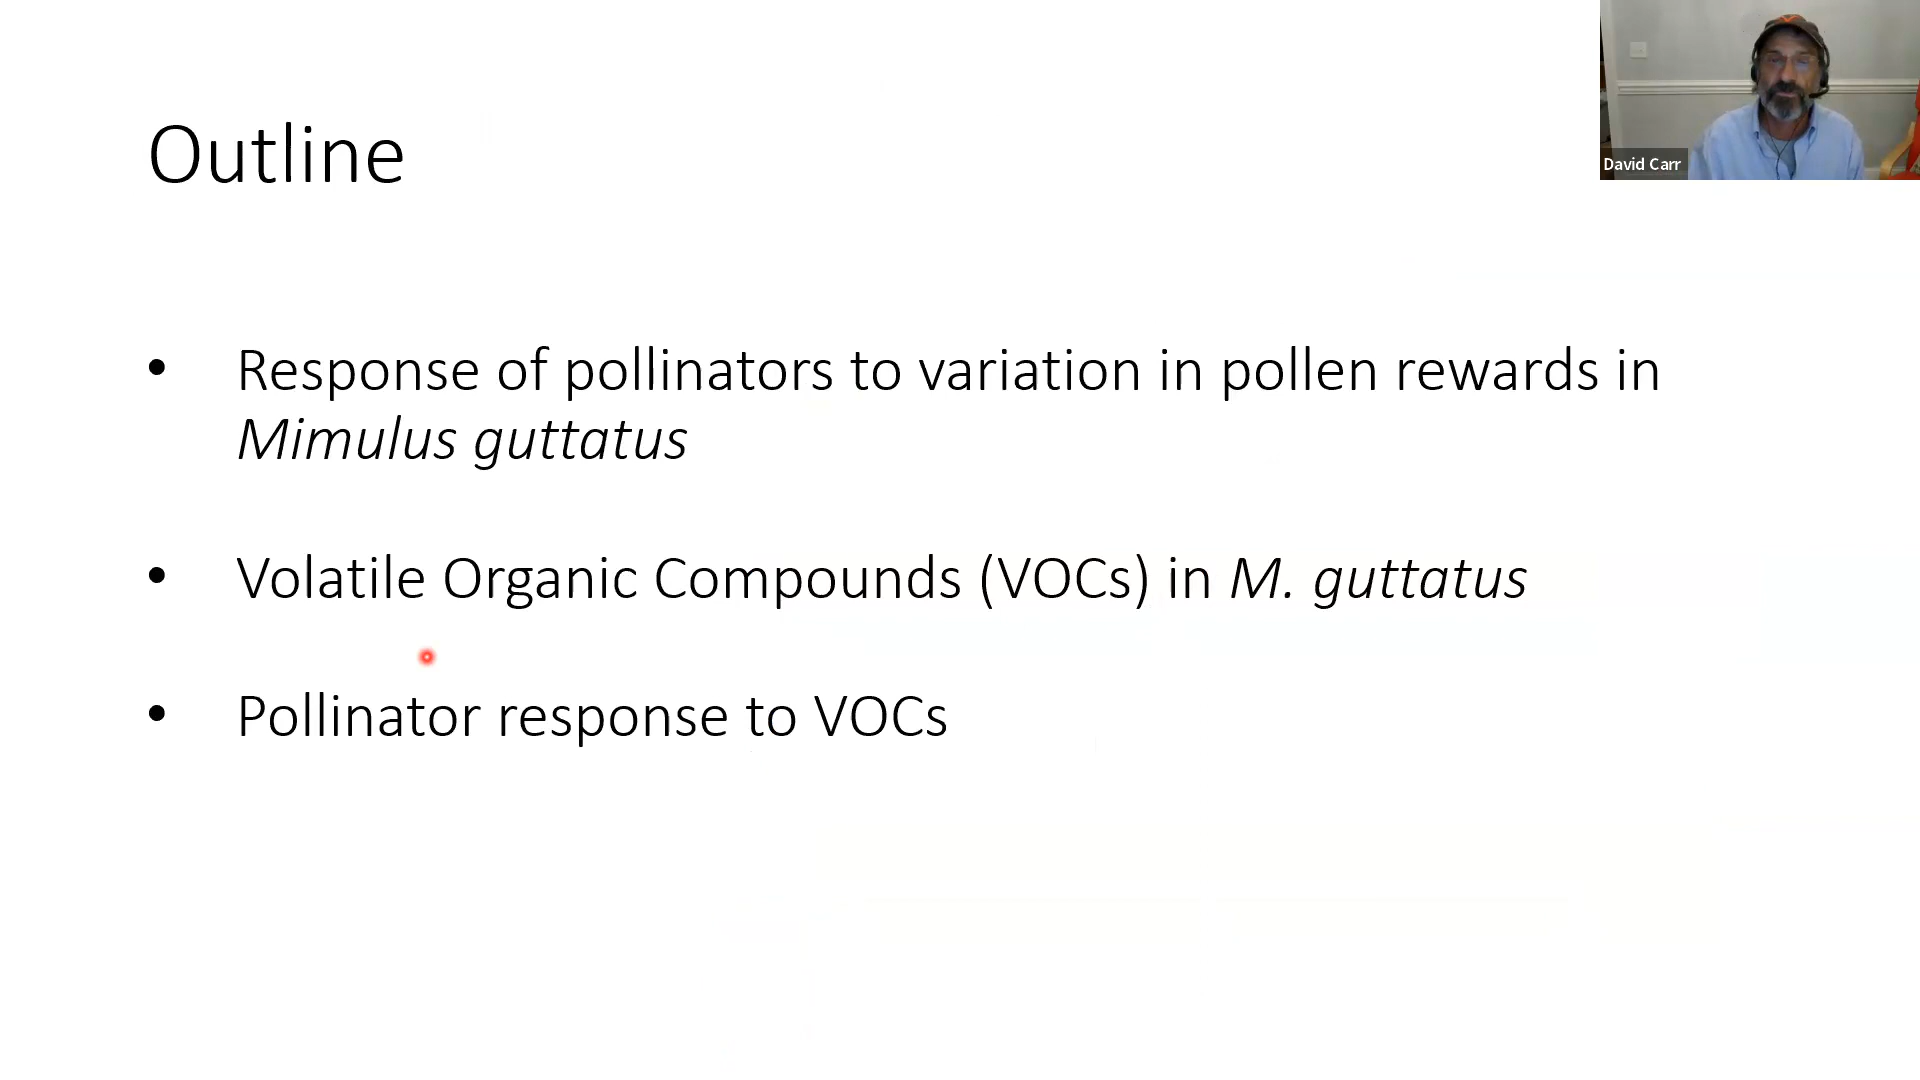 Outline
• Response of pollinators to variation in pollen rewards in
Mimulus guttatus
• Volatile Organic Compounds (VOCs) in M. guttatus
• Pollinator response to VOCs
David Carr